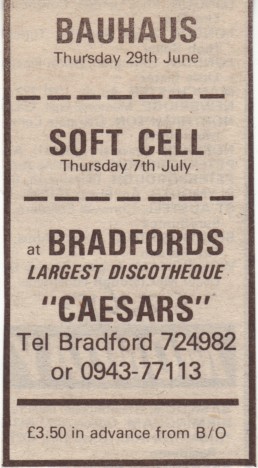 BAUHAUS
Thursday 29th June
SOFT CELL
Thursday 7th July
at BRADFORDS
LARGEST DISCOTHEQUE
"CAESARS"
Tel Bradford 724982
or 0943-77113
£3.50 in advance from B/O